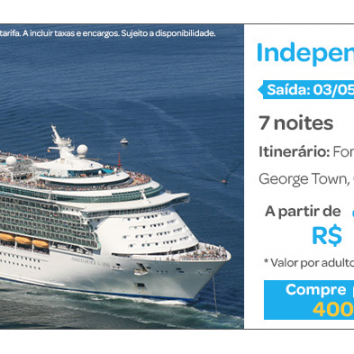 tarifa. A incluir taxas e encargos. Sujeito a disponibilidade.
Indepen
Saída: 03/05
7 noites
Itinerário: For
George Town,
A partir de
R$
* Valor por adulto
Compre
400